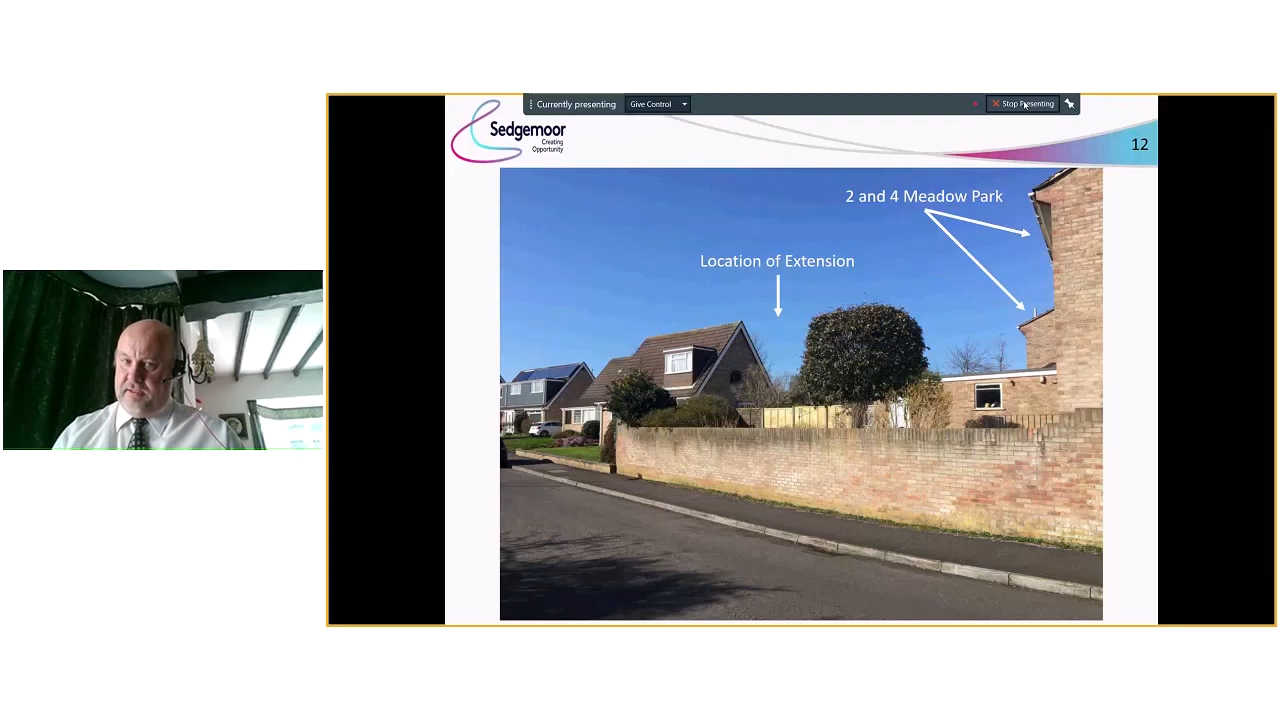 Currently presenting
Give Control
Stop Presenting
Sedgemoor
Creating
Opportunity
12
2 and 4 Meadow Park
Location of Extension